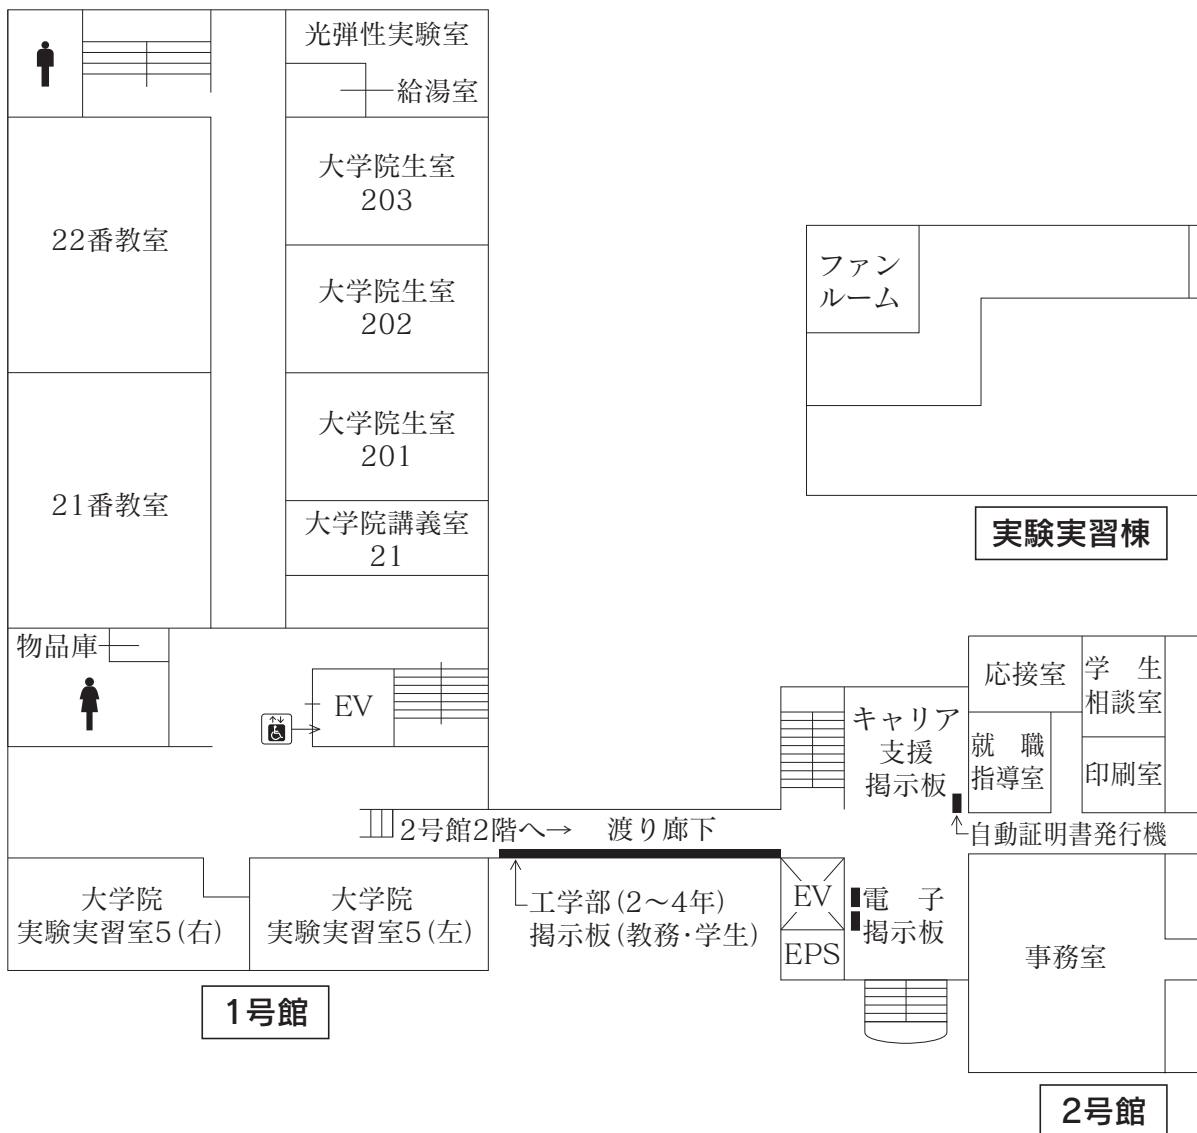 光弾性実験室
給湯室
大学院生室
203
22番教室
大学院生室
202
大学院生室
201
21番教室
大学院講義室
21
物品庫
EV
2号館2階へ→ 渡り廊下
大学院
実験実習室5(右)
大学院
実験実習室5(左)
工学部(2〜4年)
掲示板(教務・学生)
1号館
ファン
ルーム
実験実習棟
応接室
学 生
相談室
キャリア
支援
掲示板
就 職
指導室
印刷室
自動証明書発行機
EV
電 子
掲示板
EPS
事務室
2号館